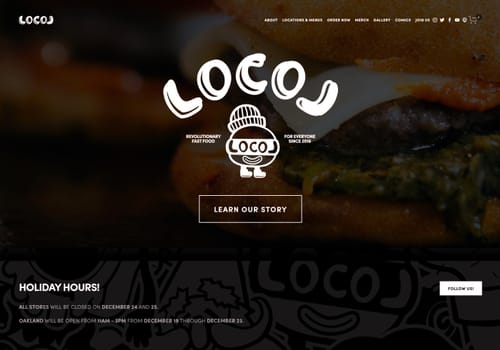 LOCOL
ABOUT LOCATIONS & MENUS ORDER NOW MERCH GALLERY COMICS JOIN US
LOCOL
REVOLUTIONARY
FAST FOOD
LOCOL
FOR EVERYONE
SINCE 2016
LEARN OUR STORY
LOCOL
HOLIDAY HOURS!
FOLLOW US!
ALL STORES WILL BE CLOSED ON DECEMBER 24 AND 25.
OAKLAND WILL BE OPEN FROM 11AM – 3PM FROM DECEMBER 19 THROUGH DECEMBER 23.